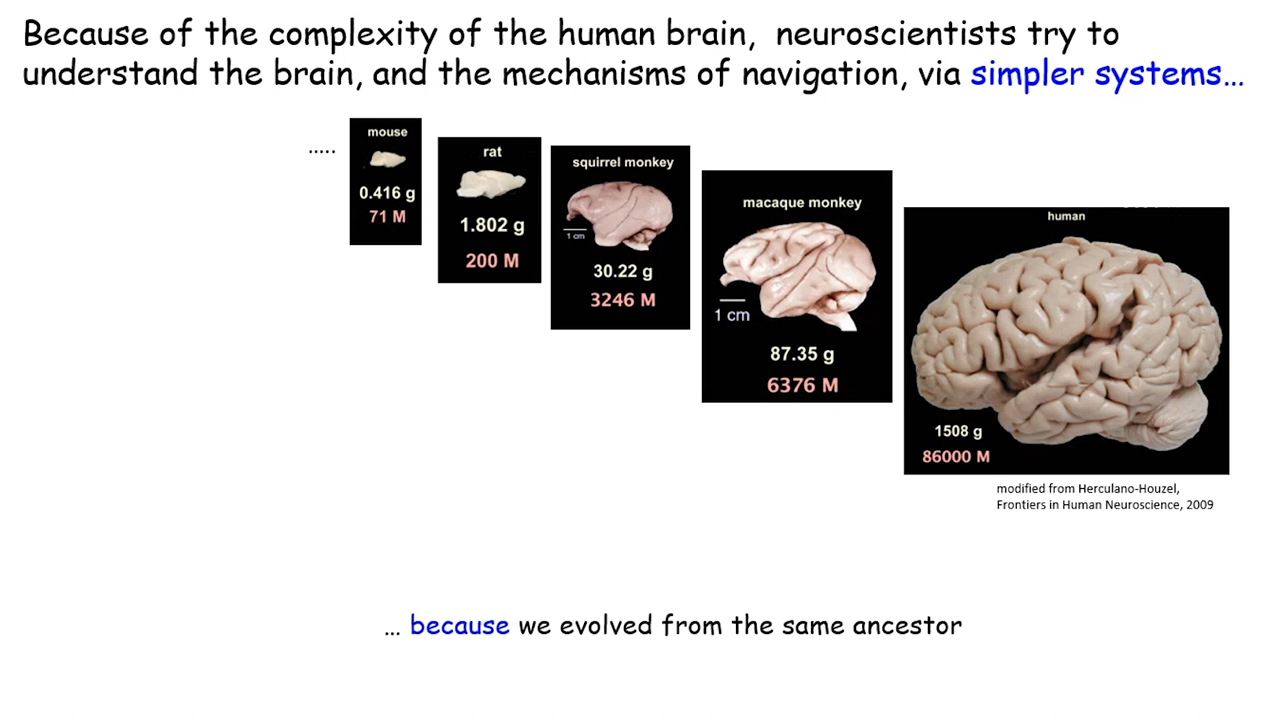 Because of the complexity of the human brain, neuroscientists try to
understand the brain, and the mechanisms of navigation, via simpler systems...
.....
mouse
0.416 g
71 M
rat
1.802 g
200 M
squirrel monkey
1 cm
30.22 g
3246 M
macaque monkey
1 cm
87.35 g
6376 M
human
1508 g
86000 M
modified from Herculano-Houzel,
Frontiers in Human Neuroscience, 2009
... because we evolved from the same ancestor